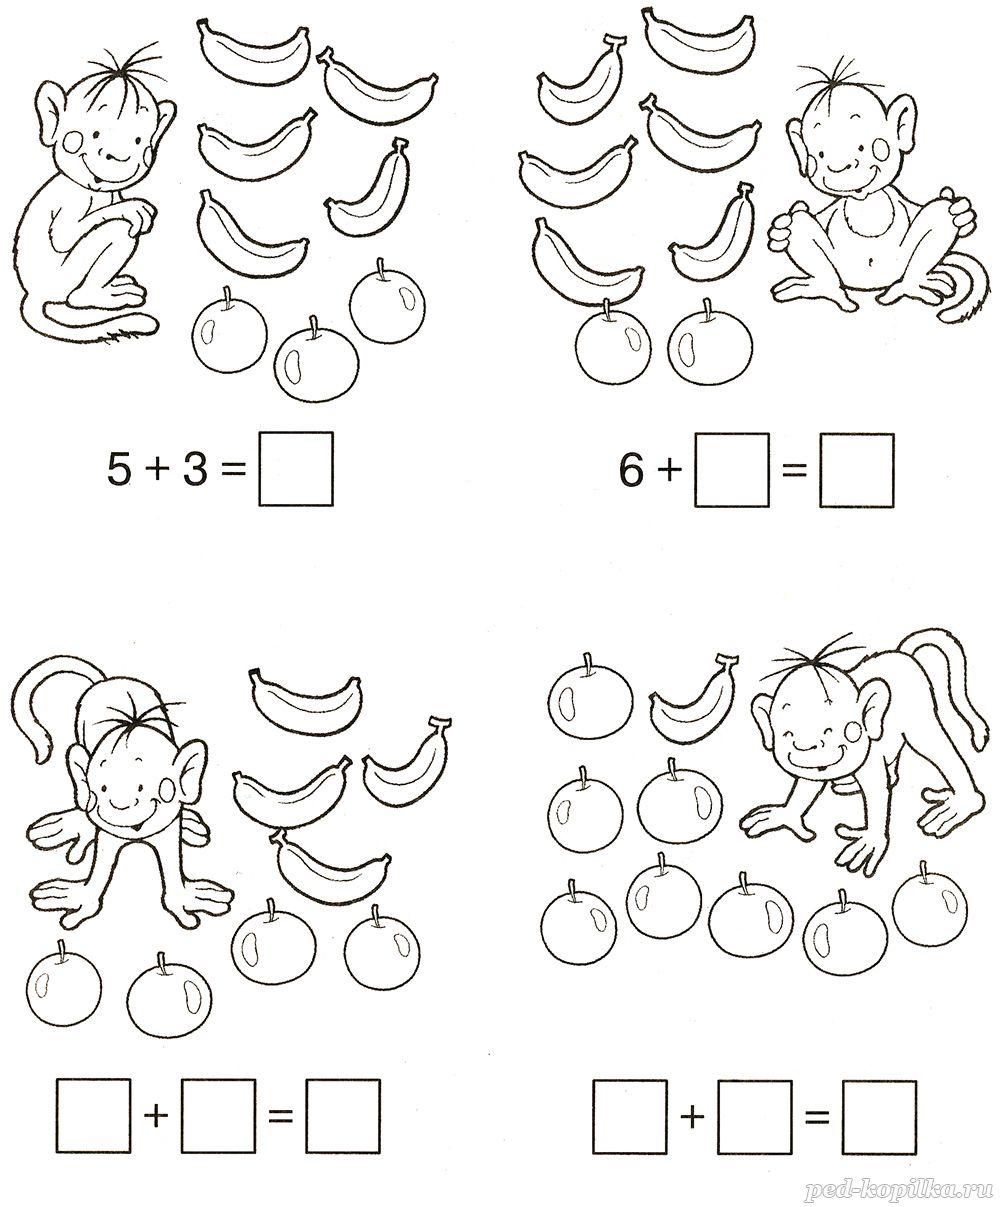 5 + 3 =
6 + =
+ =
+ =
ped-kopilka.ru